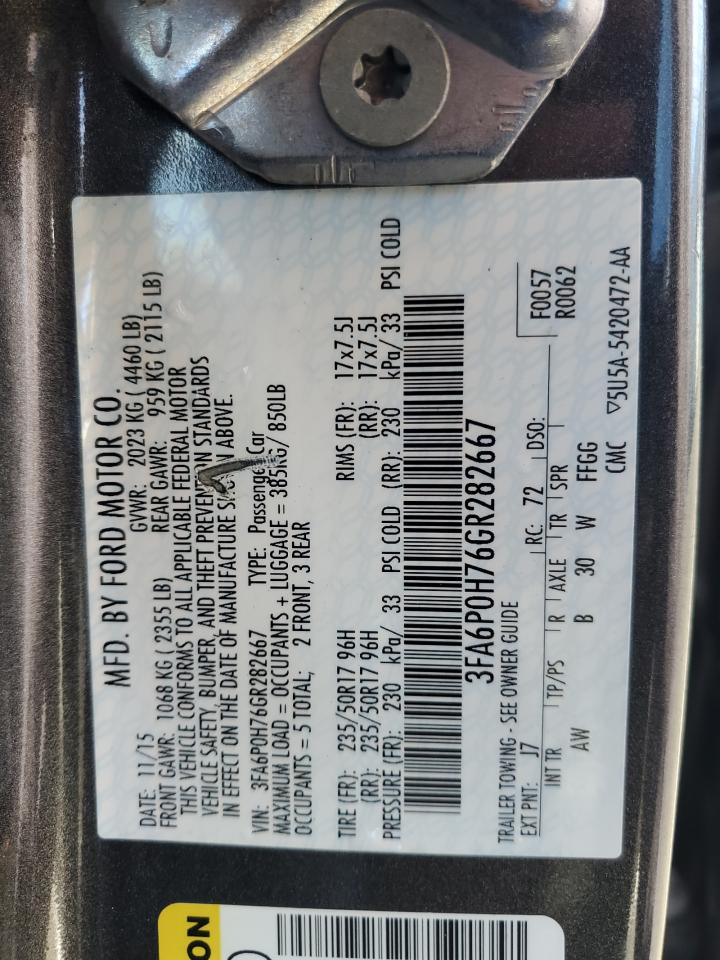 MFD. BY FORD MOTOR CO.
DATE: 11/15 GVWR: 2023 KG ( 4460 LB)
FRONT GAWR: 1068 KG ( 2355 LB) REAR GAWR: 959 KG ( 2115 LB)
THIS VEHICLE CONFORMS TO ALL APPLICABLE FEDERAL MOTOR
VEHICLE SAFETY, BUMPER, AND THEFT PREVENTION STANDARDS
IN EFFECT ON THE DATE OF MANUFACTURE SHOWN ABOVE.
VIN: 3FA6P0H76GR282667 TYPE: Passenger Car
MAXIMUM LOAD = OCCUPANTS + LUGGAGE = 385KG/ 850LB
OCCUPANTS = 5 TOTAL; 2 FRONT, 3 REAR
TIRE (FR): 235/50R17 96H RIMS (FR): 17x7.5J
(RR): 235/50R17 96H (RR): 17x7.5J
PRESSURE (FR): 230 kPa/ 33 PSI COLD (RR): 230 kPa/ 33 PSI COLD
3FA6P0H76GR282667
TRAILER TOWING - SEE OWNER GUIDE
F0057
R0062
EXT PNT: J7 RC: 72 DSO:
INT TR TP/PS R AXLE TR SPR
AW B 30 W FFGG
CMC ▽5U5A-5420472-AA
ON